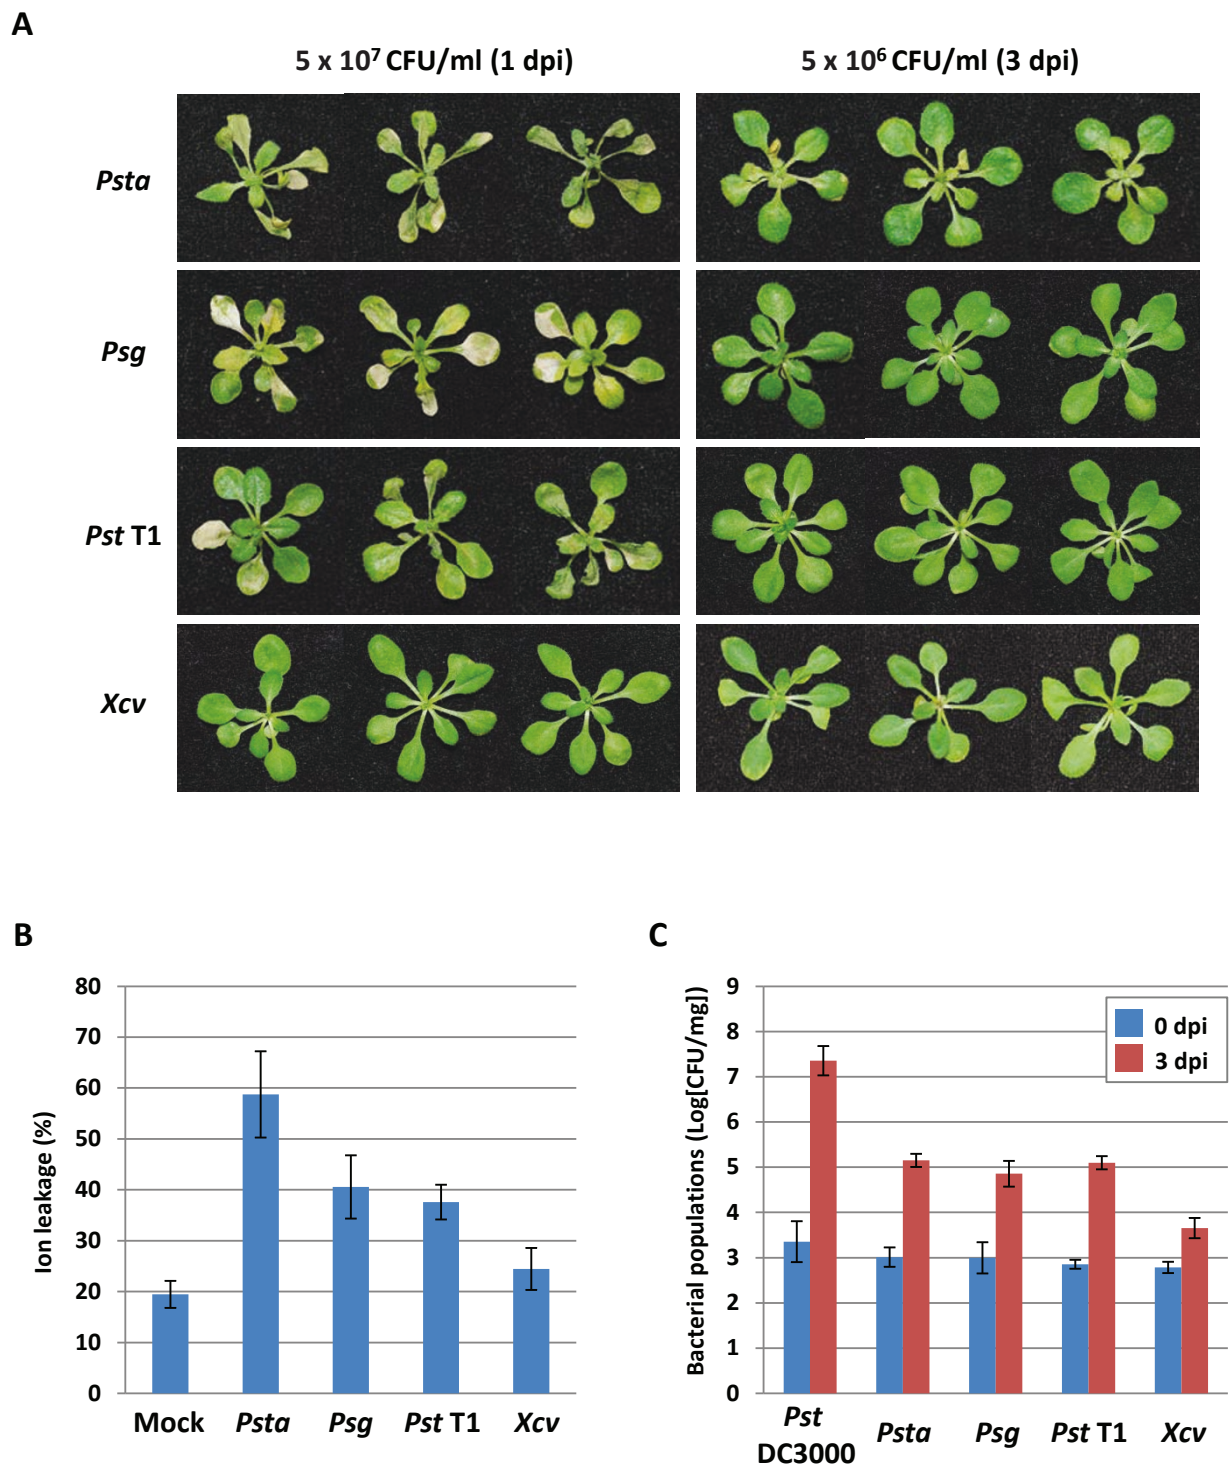 A
5 x 10⁷ CFU/ml (1 dpi)
5 x 10⁶ CFU/ml (3 dpi)
Psta
Psg
Pst T1
Xcv
B
Ion leakage (%)
80
70
60
50
40
30
20
10
0
Mock
Psta
Psg
Pst T1
Xcv
C
Bacterial populations (Log[CFU/mg])
9
8
7
6
5
4
3
2
1
0
0 dpi
3 dpi
Pst
DC3000
Psta
Psg
Pst T1
Xcv